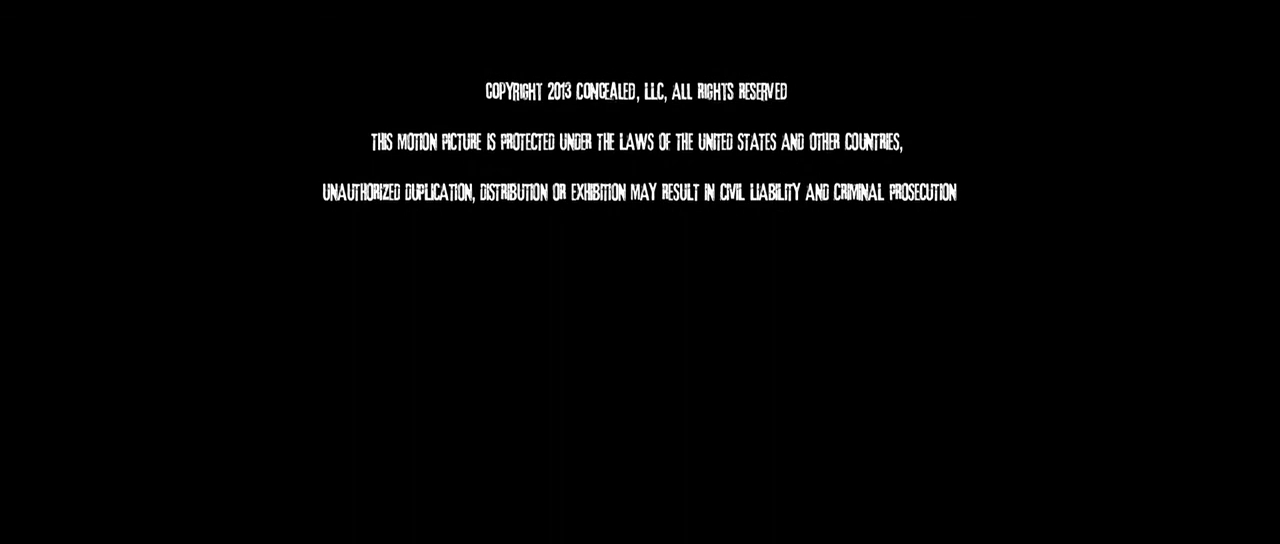 COPYRIGHT 2013 CONCEALED, LLC, ALL RIGHTS RESERVED
THIS MOTION PICTURE IS PROTECTED UNDER THE LAWS OF THE UNITED STATES AND OTHER COUNTRIES,
UNAUTHORIZED DUPLICATION, DISTRIBUTION OR EXHIBITION MAY RESULT IN CIVIL LIABILITY AND CRIMINAL PROSECUTION